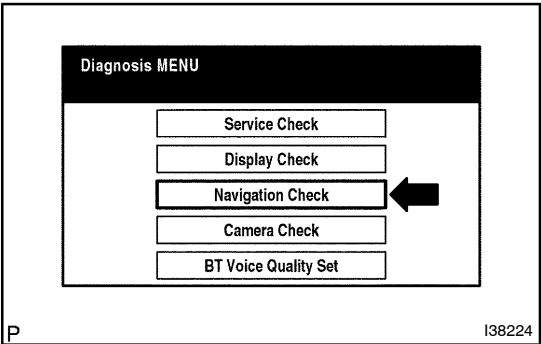 Diagnosis MENU
Service Check
Display Check
Navigation Check
Camera Check
BT Voice Quality Set
P
I38224